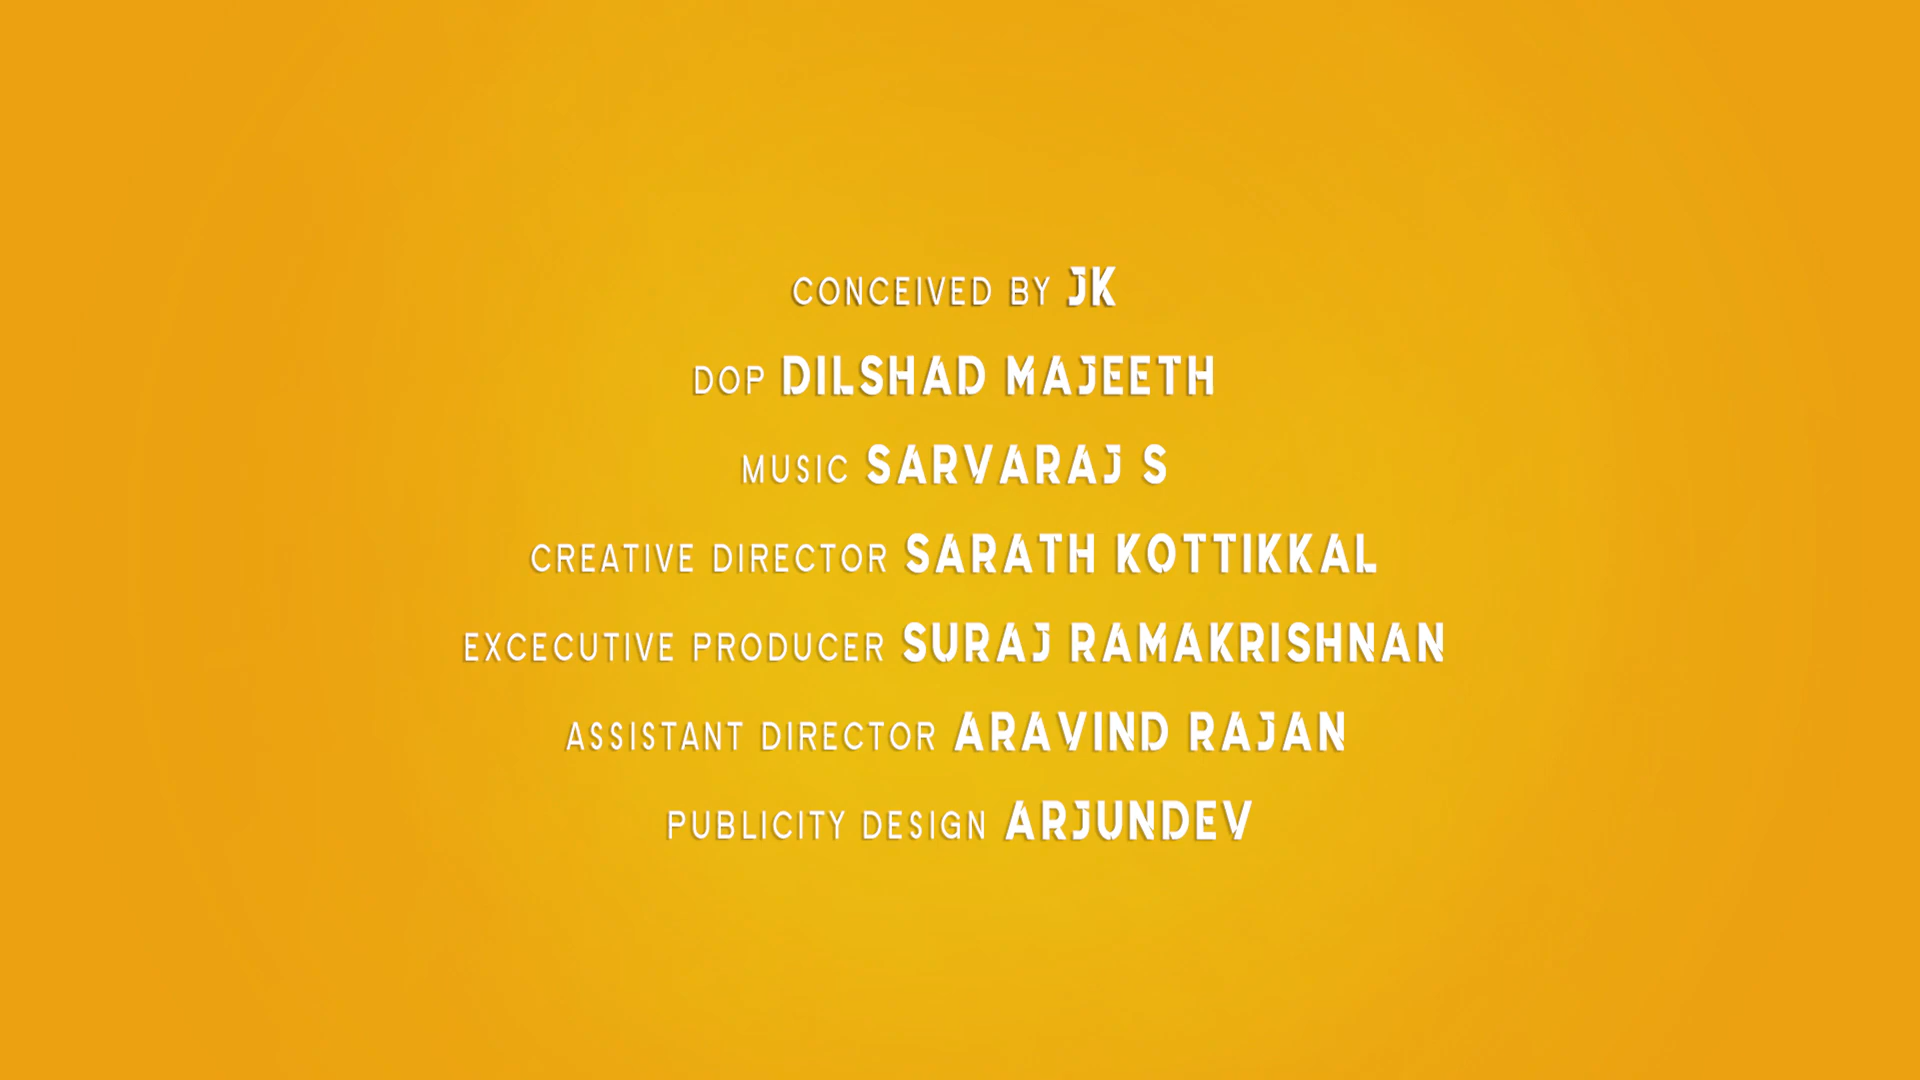 CONCEIVED BY JK
DOP DILSHAD MAJEETH
MUSIC SARVARAJ S
CREATIVE DIRECTOR SARATH KOTTIKKAL
EXCECUTIVE PRODUCER SURAJ RAMAKRISHNAN
ASSISTANT DIRECTOR ARAVIND RAJAN
PUBLICITY DESIGN ARJUNDEV